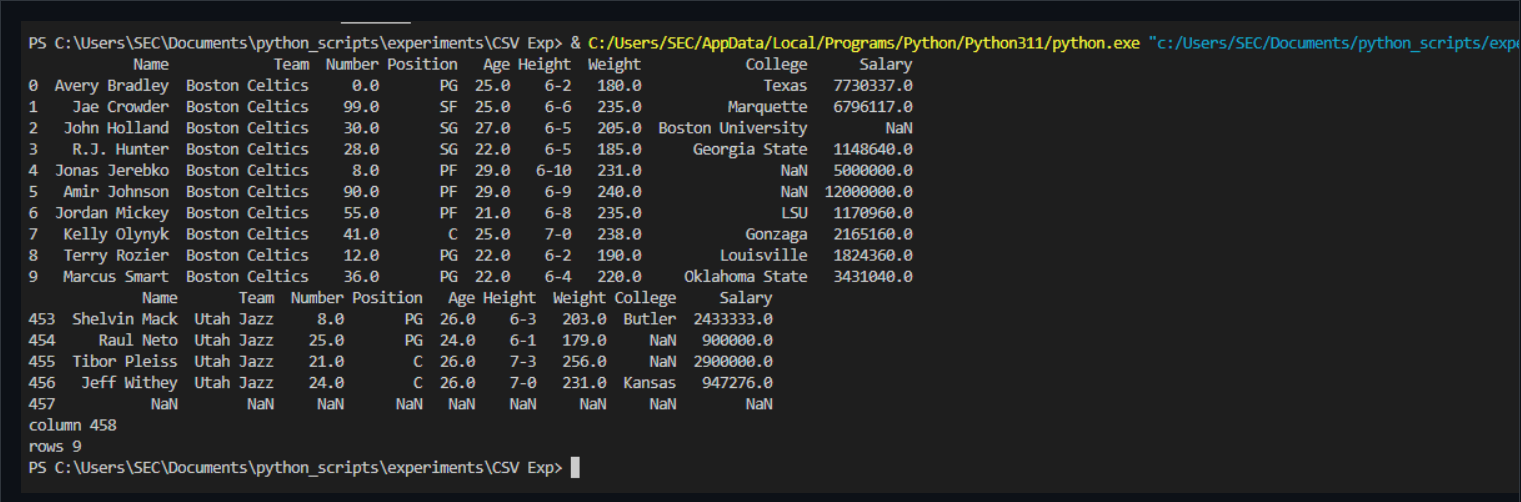 PS C:\Users\SEC\Documents\python_scripts\experiments\CSV Exp> & C:/Users/SEC/AppData/Local/Programs/Python/Python311/python.exe "c:/Users/SEC/Documents/python_scripts/expe
Name Team Number Position Age Height Weight College Salary
0 Avery Bradley Boston Celtics 0.0 PG 25.0 6-2 180.0 Texas 7730337.0
1 Jae Crowder Boston Celtics 99.0 SF 25.0 6-6 235.0 Marquette 6796117.0
2 John Holland Boston Celtics 30.0 SG 27.0 6-5 205.0 Boston University NaN
3 R.J. Hunter Boston Celtics 28.0 SG 22.0 6-5 185.0 Georgia State 1148640.0
4 Jonas Jerebko Boston Celtics 8.0 PF 29.0 6-10 231.0 NaN 5000000.0
5 Amir Johnson Boston Celtics 90.0 PF 29.0 6-9 240.0 NaN 12000000.0
6 Jordan Mickey Boston Celtics 55.0 PF 21.0 6-8 235.0 LSU 1170960.0
7 Kelly Olynyk Boston Celtics 41.0 C 25.0 7-0 238.0 Gonzaga 2165160.0
8 Terry Rozier Boston Celtics 12.0 PG 22.0 6-2 190.0 Louisville 1824360.0
9 Marcus Smart Boston Celtics 36.0 PG 22.0 6-4 220.0 Oklahoma State 3431040.0
Name Team Number Position Age Height Weight College Salary
453 Shelvin Mack Utah Jazz 8.0 PG 26.0 6-3 203.0 Butler 2433333.0
454 Raul Neto Utah Jazz 25.0 PG 24.0 6-1 179.0 NaN 900000.0
455 Tibor Pleiss Utah Jazz 21.0 C 26.0 7-3 256.0 NaN 2900000.0
456 Jeff Withey Utah Jazz 24.0 C 26.0 7-0 231.0 Kansas 947276.0
457 NaN NaN NaN NaN NaN NaN NaN NaN NaN
column 458
rows 9
PS C:\Users\SEC\Documents\python_scripts\experiments\CSV Exp>